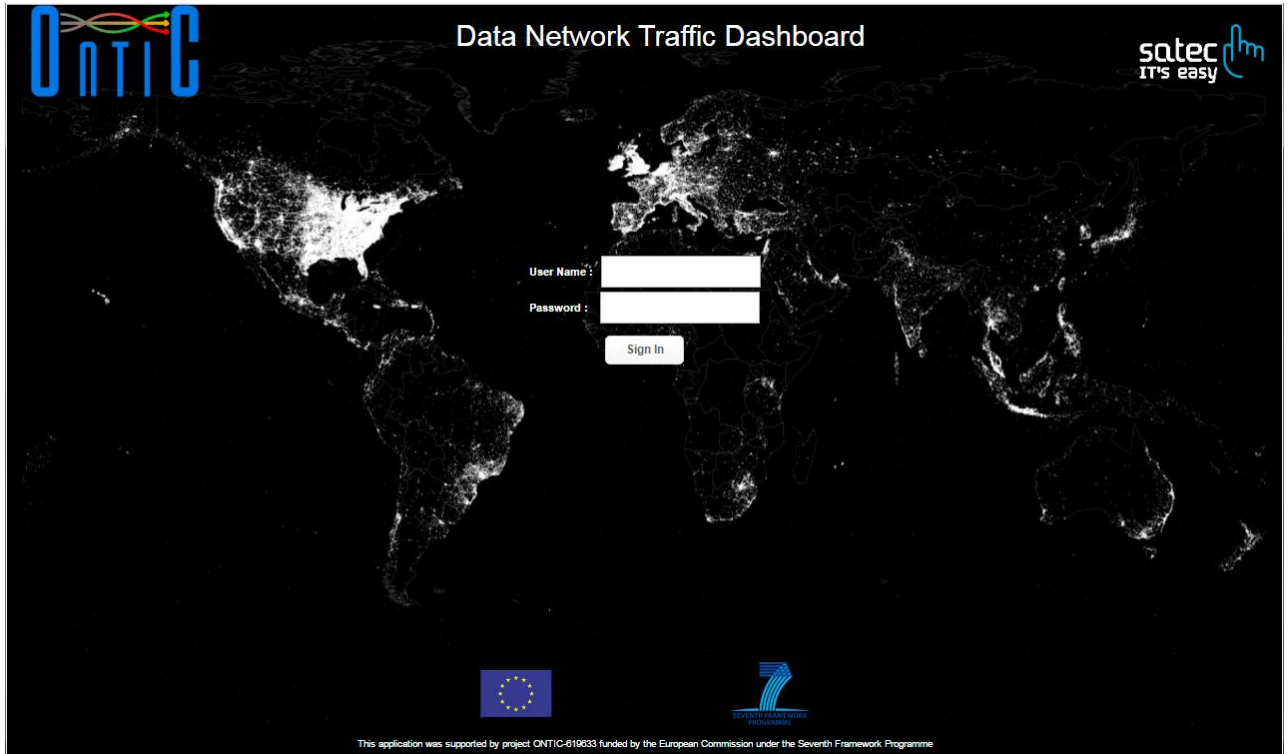 OnTIC
Data Network Traffic Dashboard
satec
IT's easy
User Name :
Password :
Sign In
7
SEVENTH FRAMEWORK
PROGRAMME
This application was supported by project ONTIC-619633 funded by the European Commission under the Seventh Framework Programme